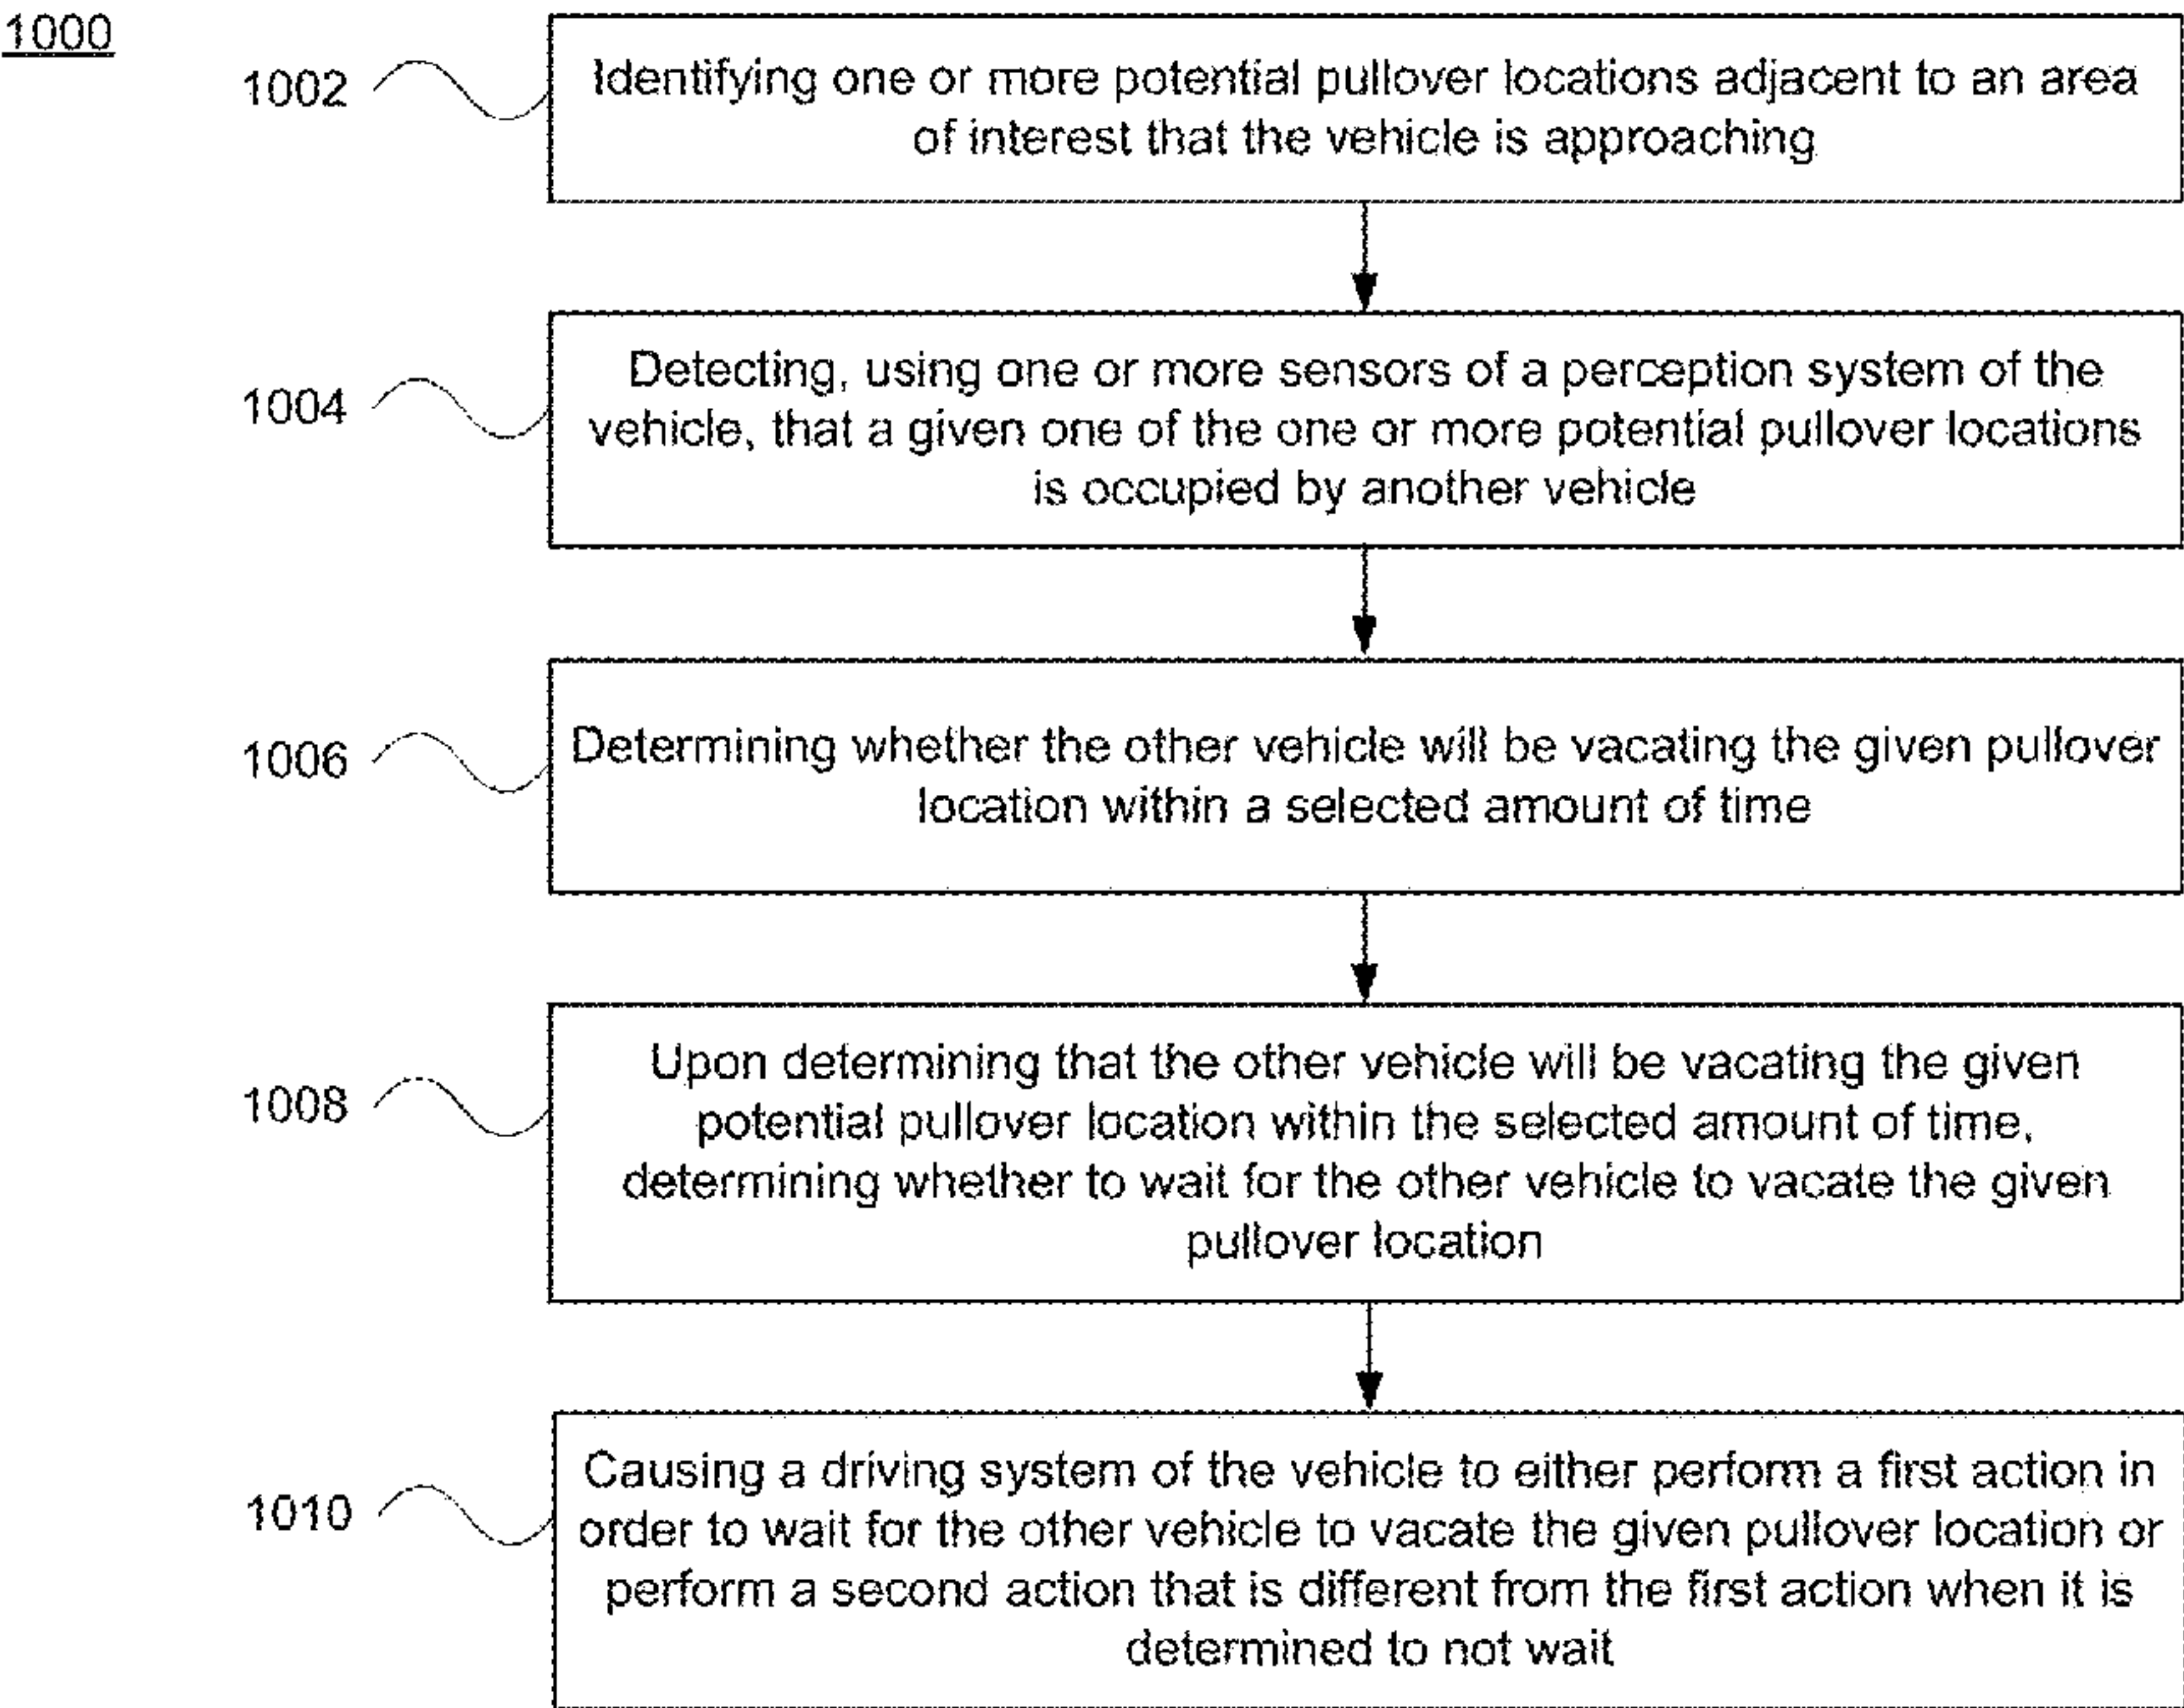 1000
1002
Identifying one or more potential pullover locations adjacent to an area
of interest that the vehicle is approaching
1004
Detecting, using one or more sensors of a perception system of the
vehicle, that a given one of the one or more potential pullover locations
is occupied by another vehicle
1006
Determining whether the other vehicle will be vacating the given pullover
location within a selected amount of time
1008
Upon determining that the other vehicle will be vacating the given
potential pullover location within the selected amount of time,
determining whether to wait for the other vehicle to vacate the given
pullover location
1010
Causing a driving system of the vehicle to either perform a first action in
order to wait for the other vehicle to vacate the given pullover location or
perform a second action that is different from the first action when it is
determined to not wait